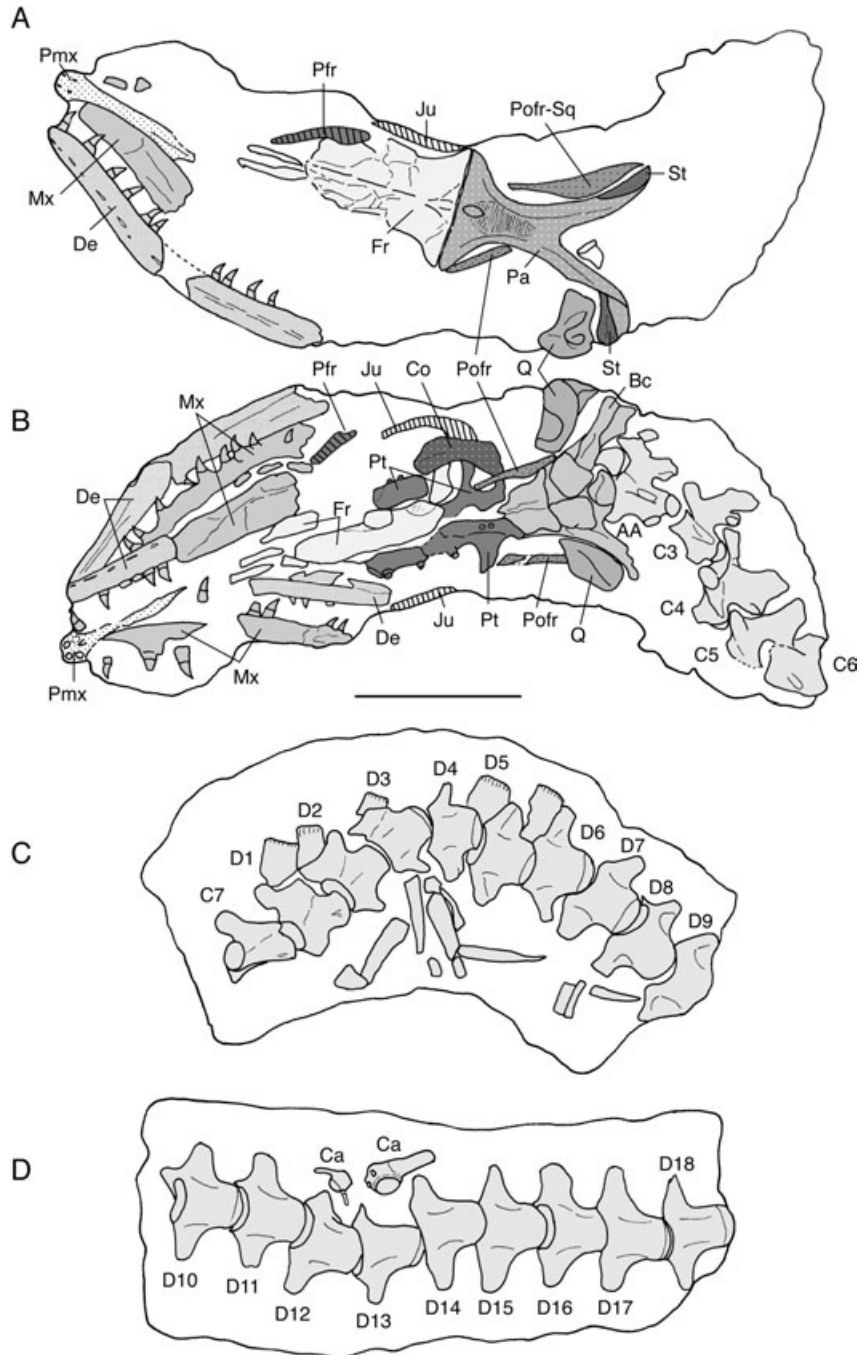 A
Pmx
Pfr
Ju
Pofr-Sq
St
Mx
De
Fr
Pa
Pofr
Q
St
B
Mx
Pfr
Ju
Co
Bc
Pt
De
Fr
AA
C3
C4
De
Ju
Pt
Pofr
Q
C5
C6
Pmx
Mx
C
D1
D2
D3
D4
D5
D6
D7
D8
D9
C7
D
Ca
Ca
D18
D10
D11
D12
D13
D14
D15
D16
D17